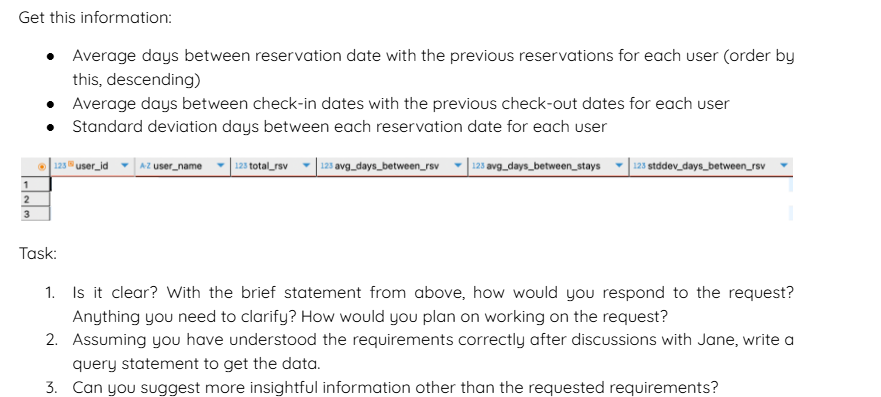 Get this information:
● Average days between reservation date with the previous reservations for each user (order by
this, descending)
● Average days between check-in dates with the previous check-out dates for each user
● Standard deviation days between each reservation date for each user
123 user_id A-Z user_name 123 total_rsv 123 avg_days_between_rsv 123 avg_days_between_stays 123 stddev_days_between_rsv
1
2
3
Task:
1. Is it clear? With the brief statement from above, how would you respond to the request?
Anything you need to clarify? How would you plan on working on the request?
2. Assuming you have understood the requirements correctly after discussions with Jane, write a
query statement to get the data.
3. Can you suggest more insightful information other than the requested requirements?